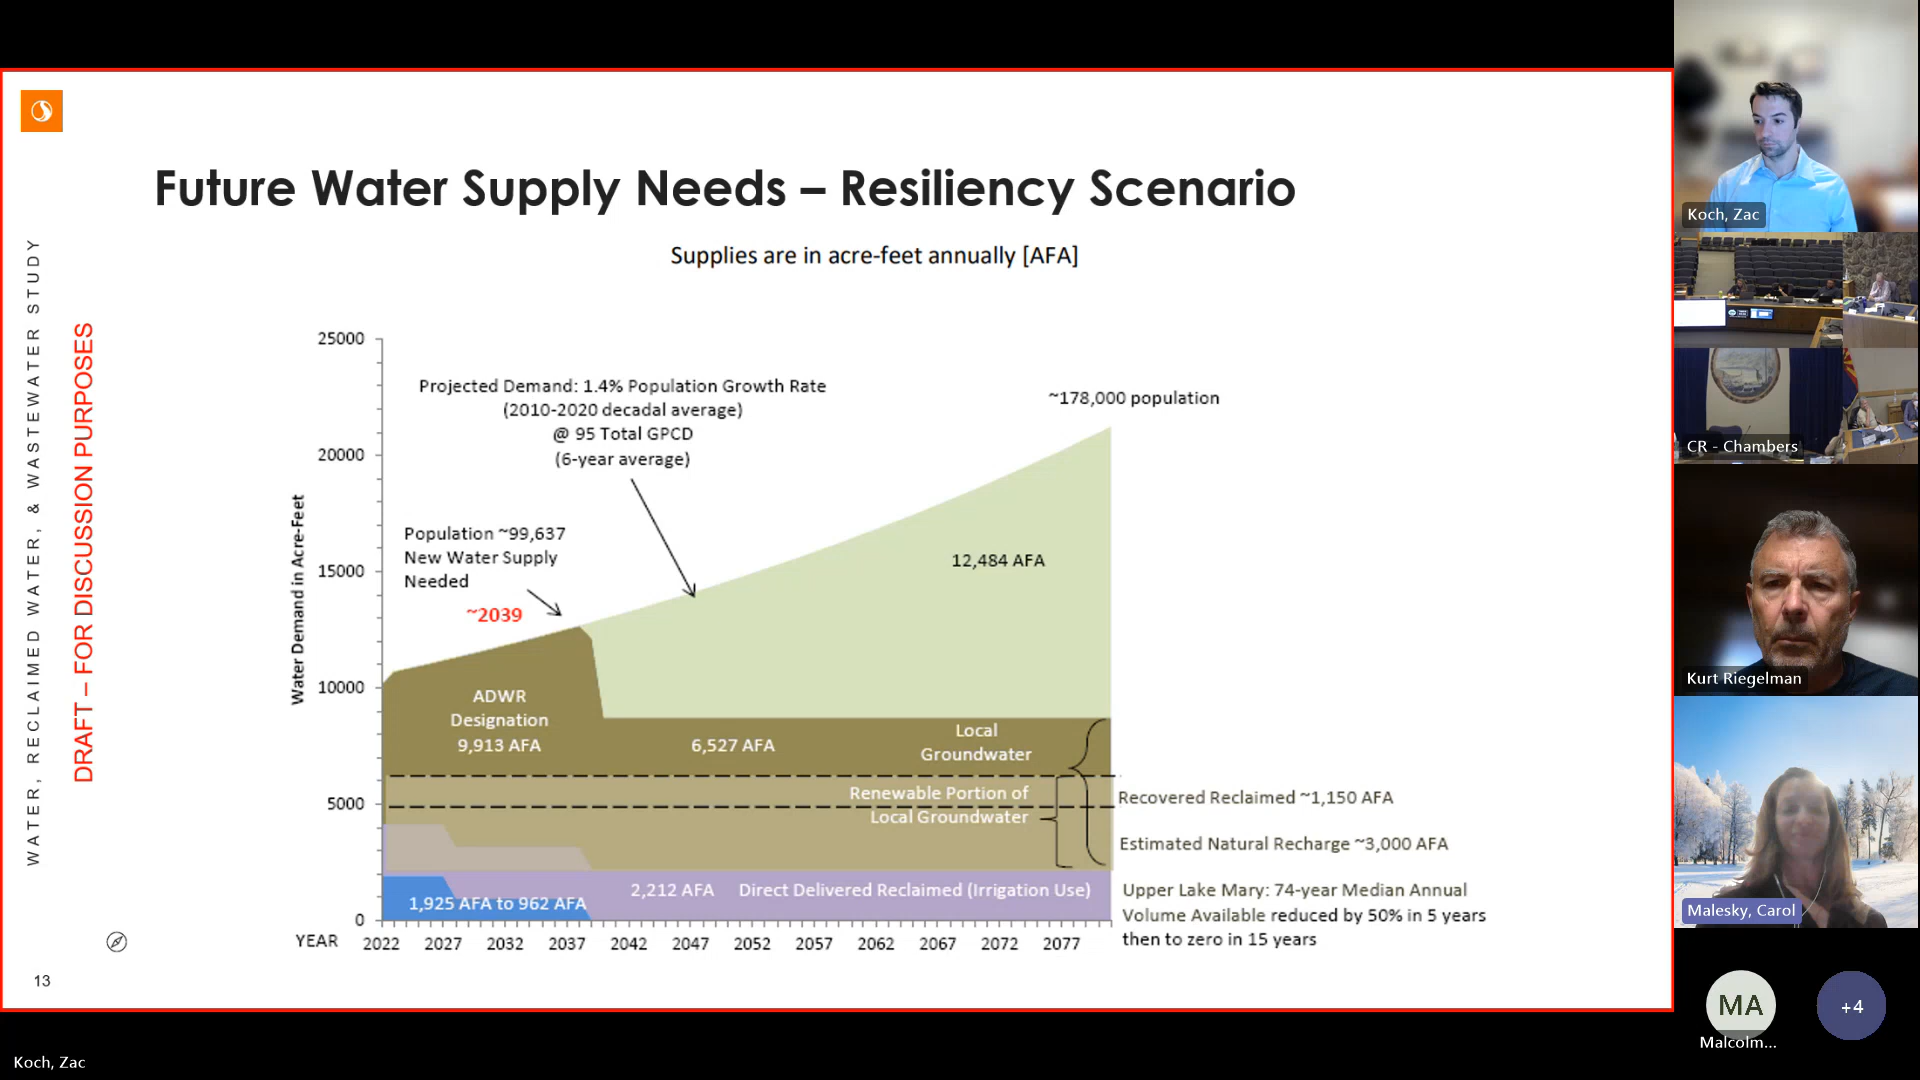 WATER, RECLAIMED WATER, & WASTEWATER STUDY
DRAFT – FOR DISCUSSION PURPOSES
Future Water Supply Needs – Resiliency Scenario
Supplies are in acre-feet annually [AFA]
Water Demand in Acre-Feet
25000
20000
15000
10000
5000
0
Projected Demand: 1.4% Population Growth Rate
(2010-2020 decadal average)
@ 95 Total GPCD
(6-year average)
~178,000 population
Population ~99,637
New Water Supply
Needed
~2039
12,484 AFA
ADWR
Designation
9,913 AFA
6,527 AFA
Local
Groundwater
Renewable Portion of
Local Groundwater
Recovered Reclaimed ~1,150 AFA
Estimated Natural Recharge ~3,000 AFA
1,925 AFA to 962 AFA
2,212 AFA
Direct Delivered Reclaimed (Irrigation Use)
Upper Lake Mary: 74-year Median Annual
Volume Available reduced by 50% in 5 years
then to zero in 15 years
YEAR 2022 2027 2032 2037 2042 2047 2052 2057 2062 2067 2072 2077
13
Koch, Zac
Koch, Zac
CR - Chambers
Kurt Riegelman
Malesky, Carol
MA
Malcolm...
+4